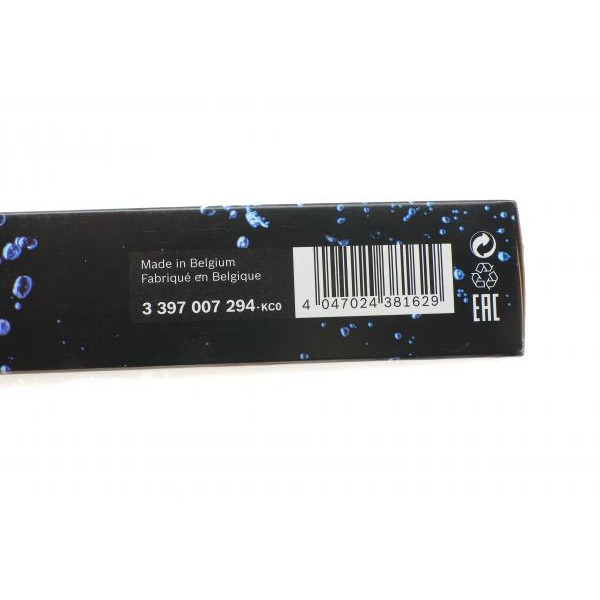 Made in Belgium
Fabriqué en Belgique
3 397 007 294-KC0
4 047024 381629
EAC